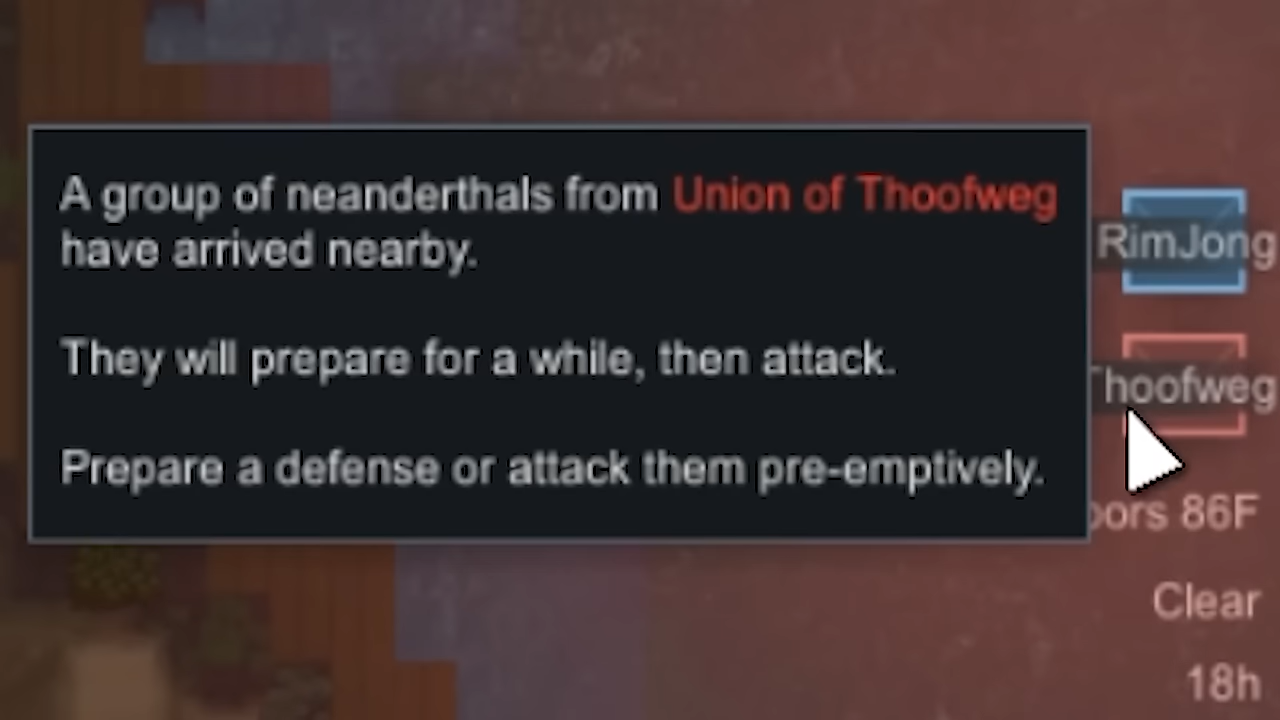 A group of neanderthals from Union of Thoofweg
have arrived nearby.
They will prepare for a while, then attack.
Prepare a defense or attack them pre-emptively.
RimJong
Thoofweg
oors 86F
Clear
18h